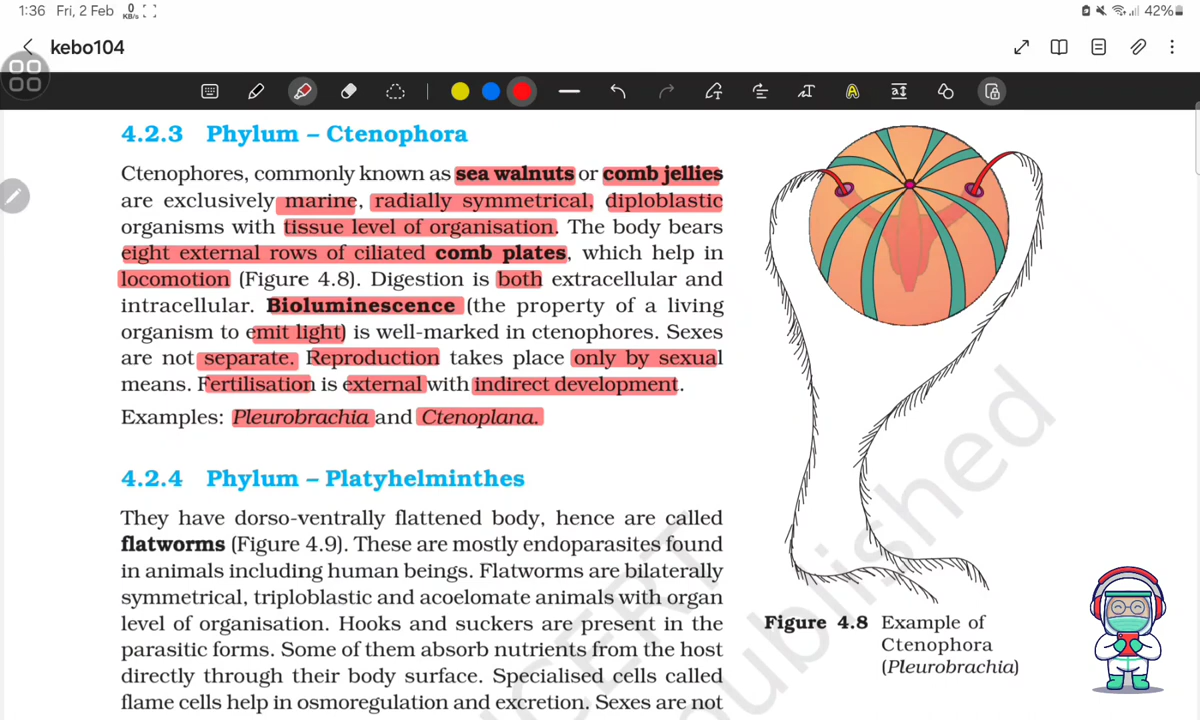 1:36 Fri, 2 Feb 0 KB/s
42%
kebo104
4.2.3 Phylum – Ctenophora
Ctenophores, commonly known as sea walnuts or comb jellies
are exclusively marine, radially symmetrical, diploblastic
organisms with tissue level of organisation. The body bears
eight external rows of ciliated comb plates, which help in
locomotion (Figure 4.8). Digestion is both extracellular and
intracellular. Bioluminescence (the property of a living
organism to emit light) is well-marked in ctenophores. Sexes
are not separate. Reproduction takes place only by sexual
means. Fertilisation is external with indirect development.
Examples: Pleurobrachia and Ctenoplana.
4.2.4 Phylum – Platyhelminthes
They have dorso-ventrally flattened body, hence are called
flatworms (Figure 4.9). These are mostly endoparasites found
in animals including human beings. Flatworms are bilaterally
symmetrical, triploblastic and acoelomate animals with organ
level of organisation. Hooks and suckers are present in the
parasitic forms. Some of them absorb nutrients from the host
directly through their body surface. Specialised cells called
flame cells help in osmoregulation and excretion. Sexes are not
Figure 4.8 Example of
Ctenophora
(Pleurobrachia)
NCERT
published